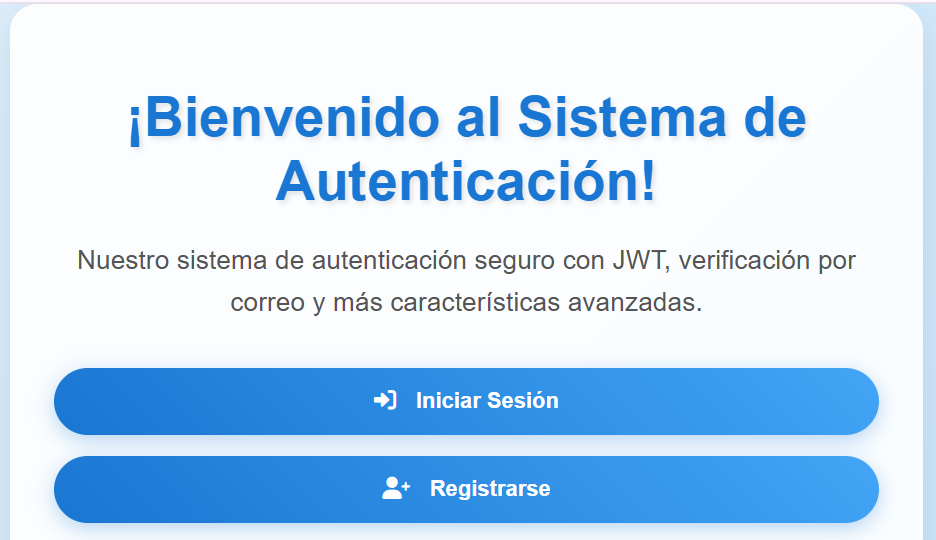 ¡Bienvenido al Sistema de
Autenticación!
Nuestro sistema de autenticación seguro con JWT, verificación por
correo y más características avanzadas.
Iniciar Sesión
Registrarse